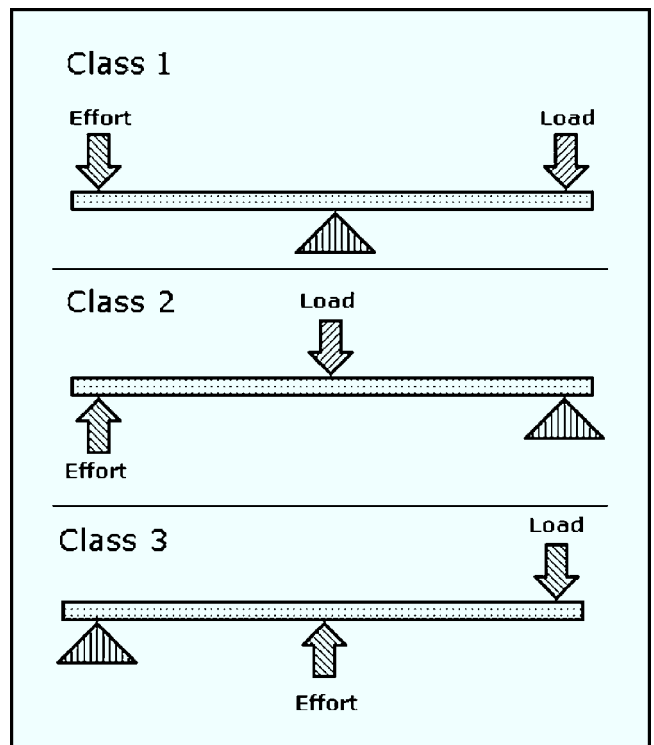 Class 1
Effort Load
Class 2
Load
Effort
Class 3
Load
Effort